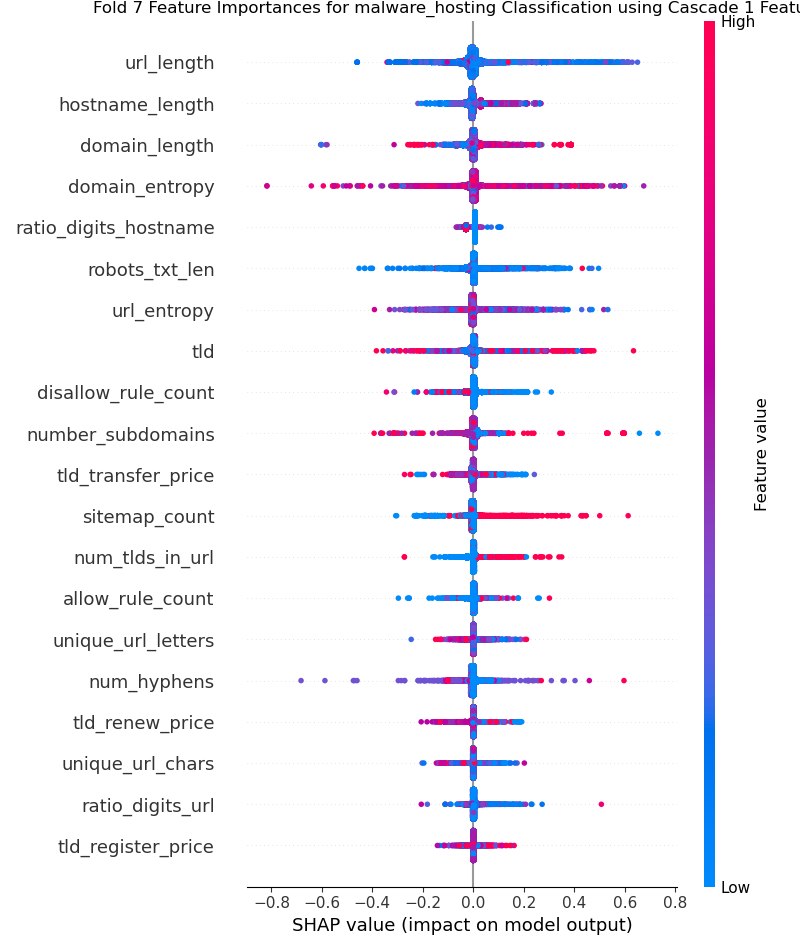 Fold 7 Feature Importances for malware_hosting Classification using Cascade 1
High
url_length
hostname_length
domain_length
domain_entropy
ratio_digits_hostname
robots_txt_len
url_entropy
tld
disallow_rule_count
number_subdomains
tld_transfer_price
sitemap_count
num_tlds_in_url
allow_rule_count
unique_url_letters
num_hyphens
tld_renew_price
unique_url_chars
ratio_digits_url
tld_register_price
Feature value
Low
−0.8 −0.6 −0.4 −0.2 0.0 0.2 0.4 0.6 0.8
SHAP value (impact on model output)